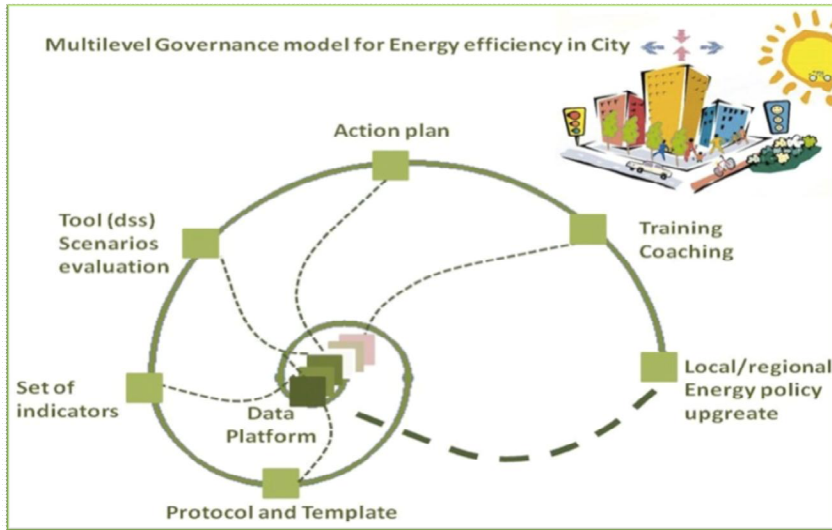 Multilevel Governance model for Energy efficiency in City
Action plan
Tool (dss)
Scenarios
evaluation
Training
Coaching
Set of
indicators
Data
Platform
Local/regional
Energy policy
upgreate
Protocol and Template